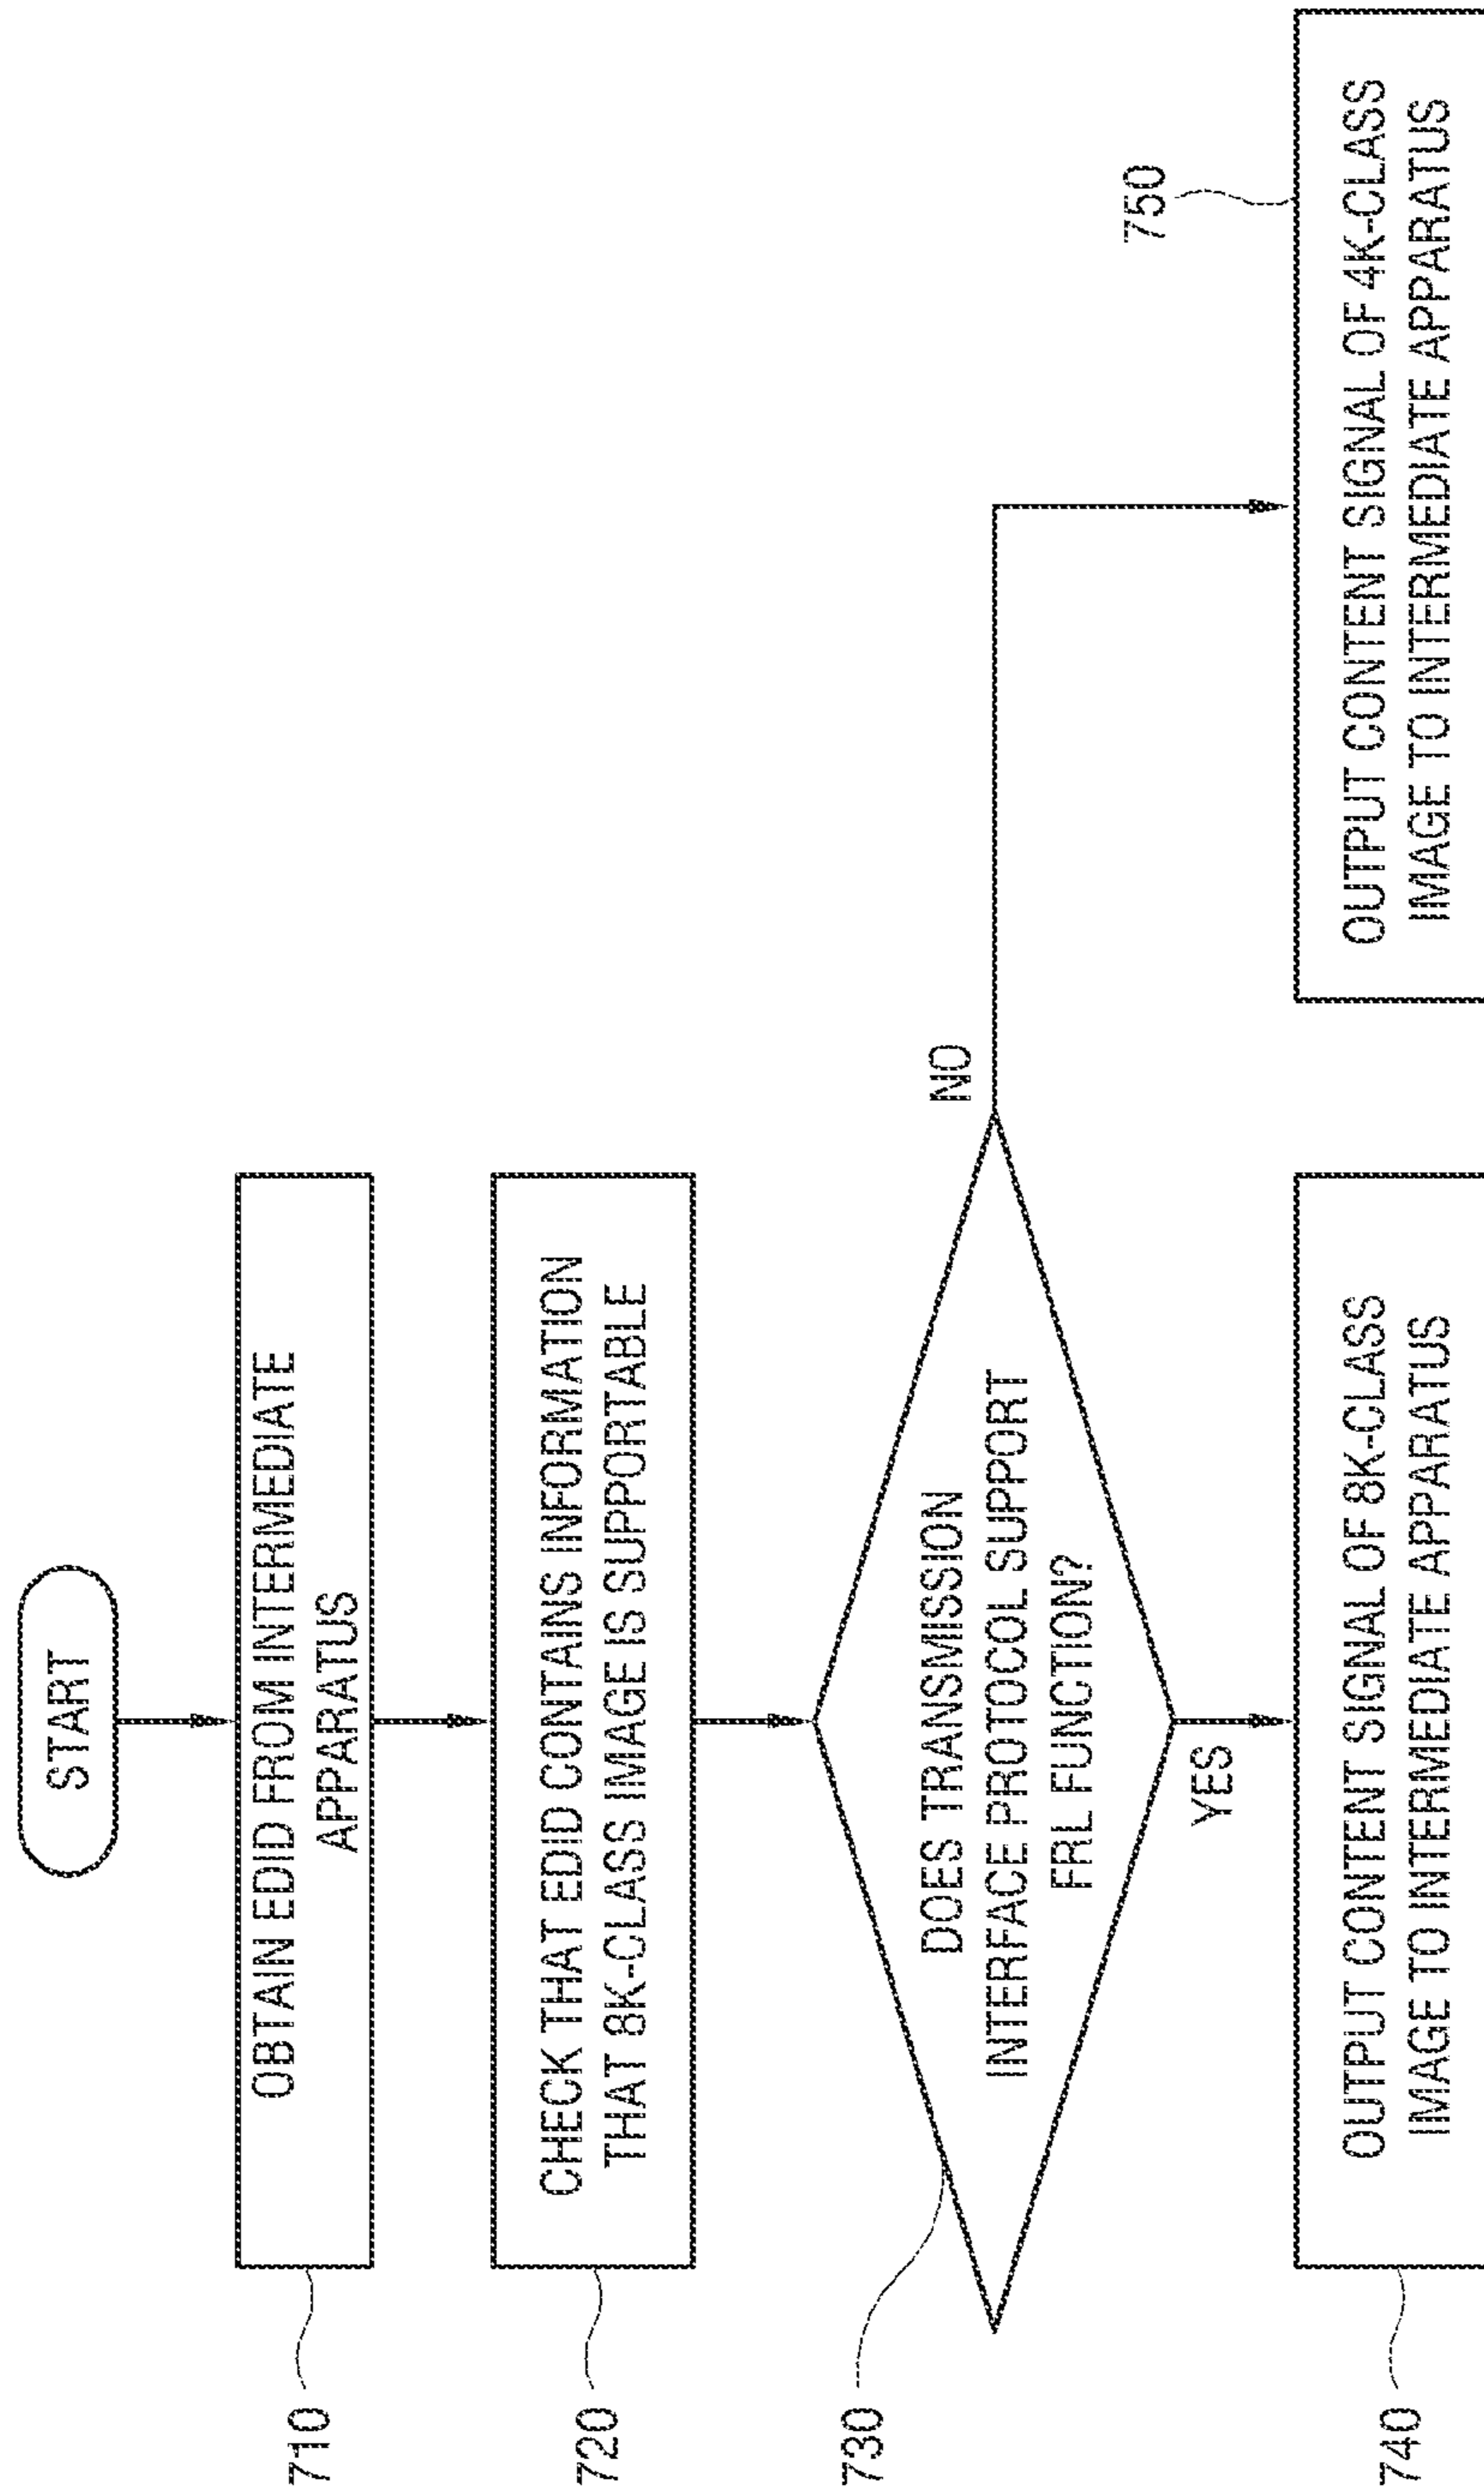 START
710
OBTAIN EDID FROM INTERMEDIATE
APPARATUS
720
CHECK THAT EDID CONTAINS INFORMATION
THAT 8K-CLASS IMAGE IS SUPPORTABLE
730
DOES TRANSMISSION
INTERFACE PROTOCOL SUPPORT
FRL FUNCTION?
NO
YES
740
OUTPUT CONTENT SIGNAL OF 8K-CLASS
IMAGE TO INTERMEDIATE APPARATUS
750
OUTPUT CONTENT SIGNAL OF 4K-CLASS
IMAGE TO INTERMEDIATE APPARATUS